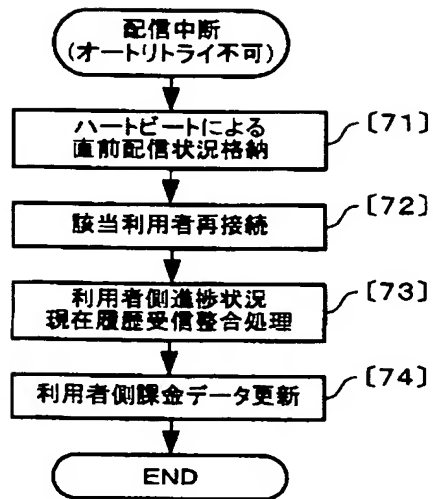 配信中断
(オートリトライ不可)
ハートビートによる
直前配信状況格納
[71]
該当利用者再接続
[72]
利用者側進捗状況
現在履歴受信整合処理
[73]
利用者側課金データ更新
[74]
END